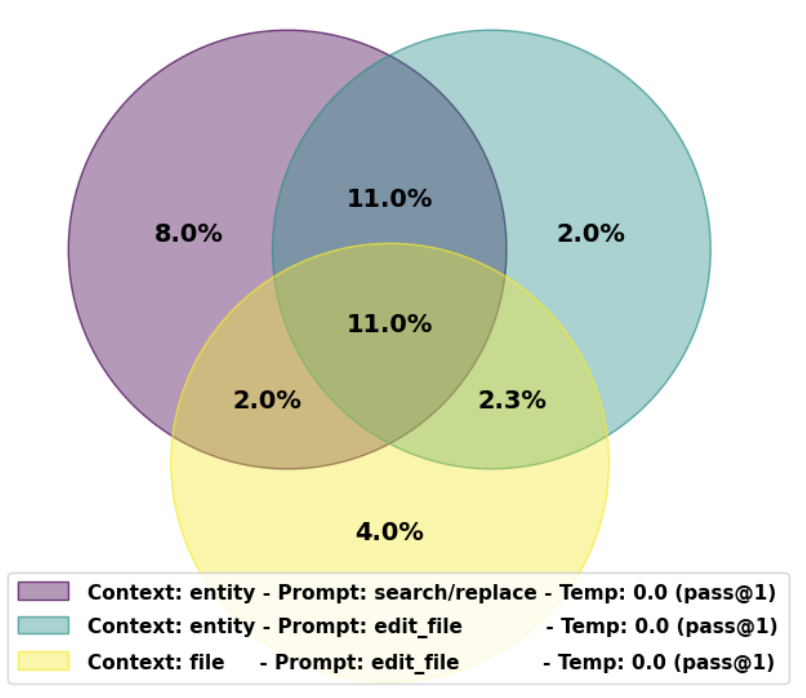 11.0%
8.0%
2.0%
11.0%
2.0%
2.3%
4.0%
Context: entity - Prompt: search/replace - Temp: 0.0 (pass@1)
Context: entity - Prompt: edit_file - Temp: 0.0 (pass@1)
Context: file - Prompt: edit_file - Temp: 0.0 (pass@1)